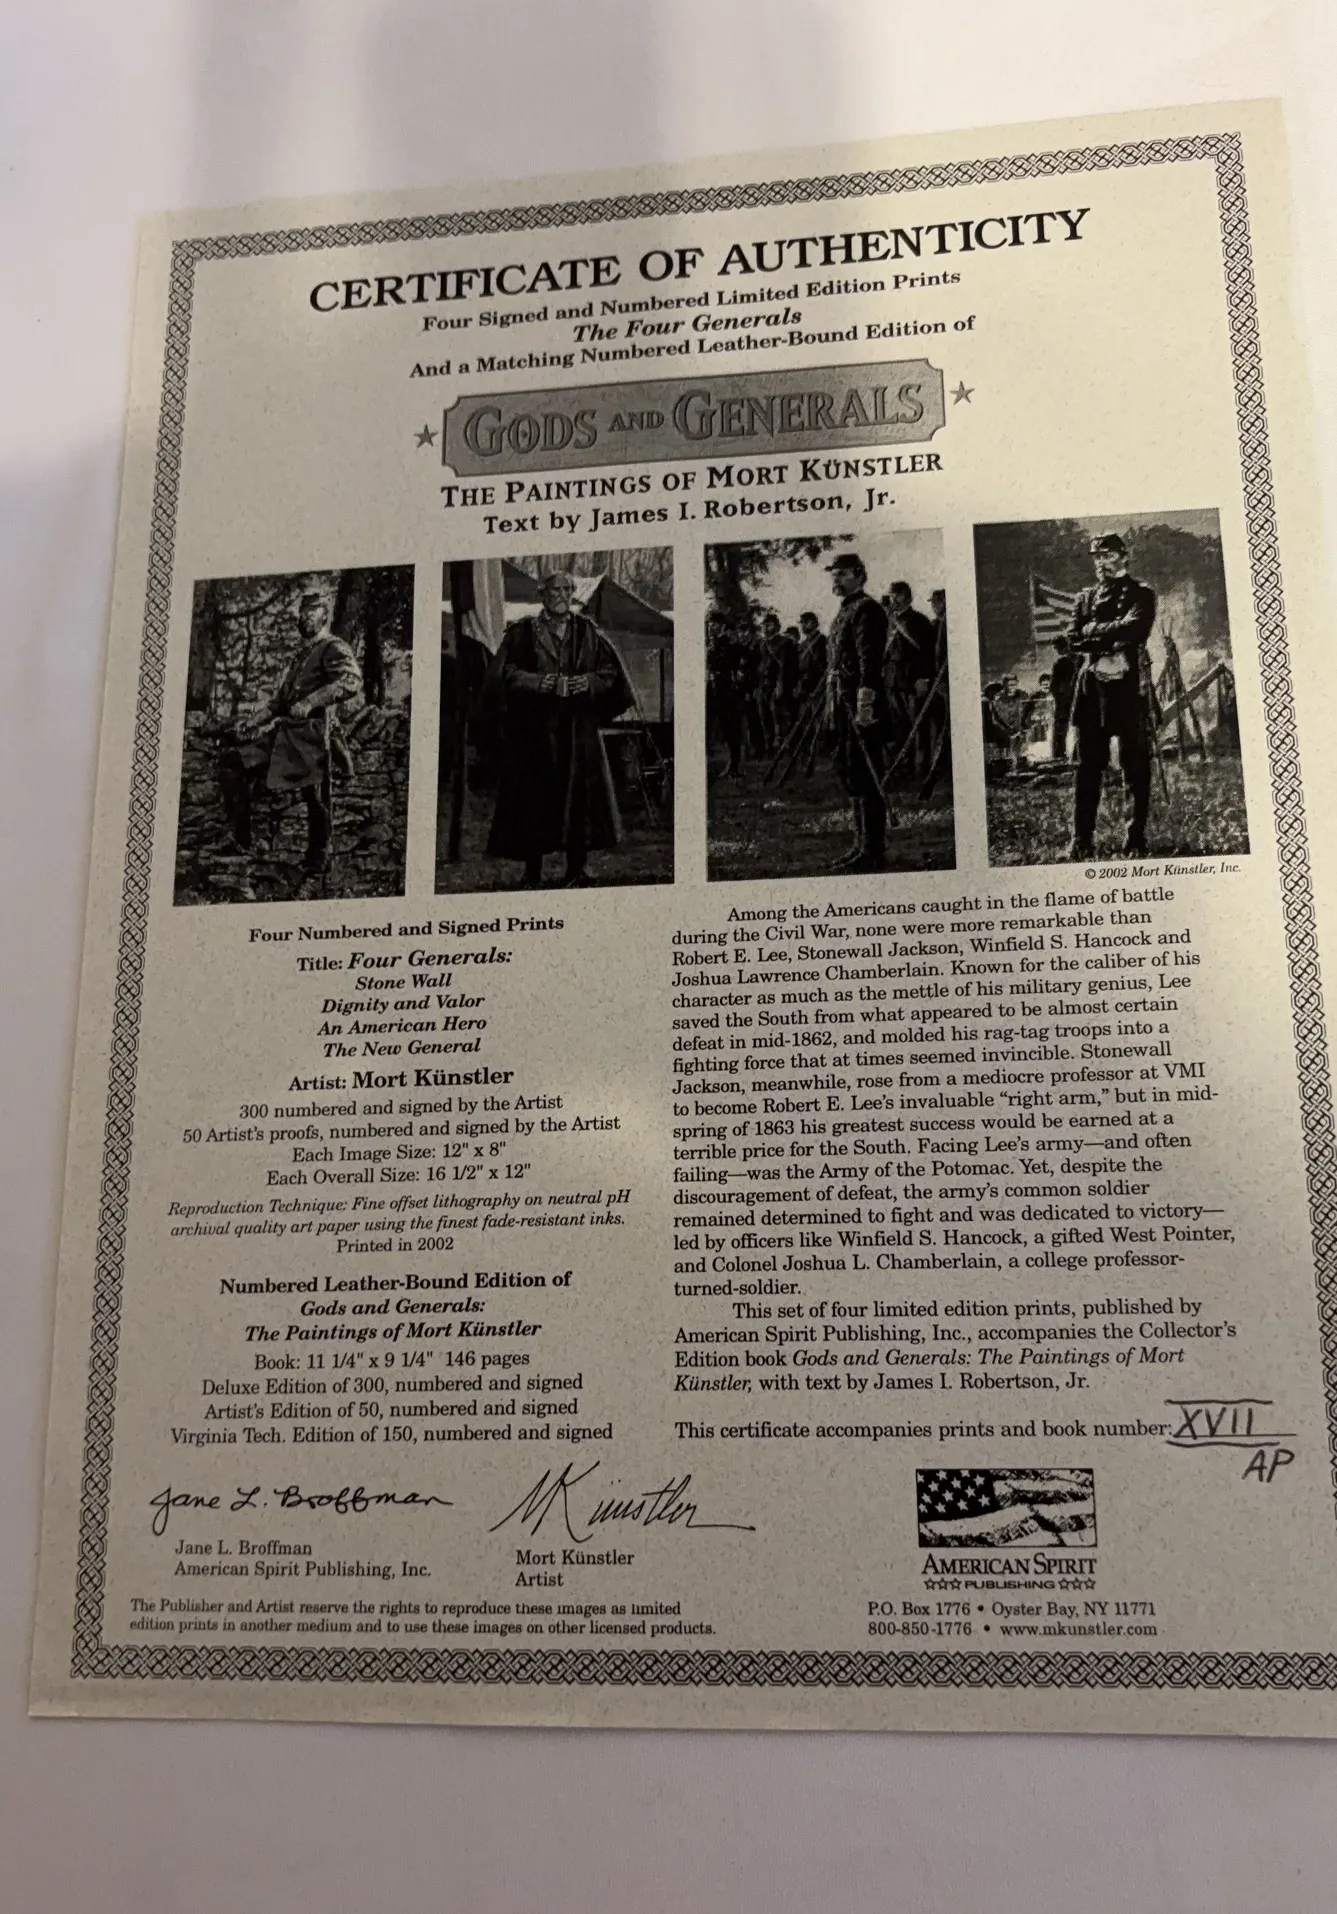 CERTIFICATE OF AUTHENTICITY
Four Signed and Numbered Limited Edition Prints
The Four Generals
And a Matching Numbered Leather-Bound Edition of
GODS AND GENERALS
THE PAINTINGS OF MORT KÜNSTLER
Text by James I. Robertson, Jr.
© 2002 Mort Künstler, Inc.
Four Numbered and Signed Prints
Title: Four Generals:
Stone Wall
Dignity and Valor
An American Hero
The New General
Artist: Mort Künstler
300 numbered and signed by the Artist
50 Artist's proofs, numbered and signed by the Artist
Each Image Size: 12" x 8"
Each Overall Size: 16 1/2" x 12"
Reproduction Technique: Fine offset lithography on neutral pH
archival quality art paper using the finest fade-resistant inks.
Printed in 2002
Numbered Leather-Bound Edition of
Gods and Generals:
The Paintings of Mort Künstler
Book: 11 1/4" x 9 1/4" 146 pages
Deluxe Edition of 300, numbered and signed
Artist's Edition of 50, numbered and signed
Virginia Tech. Edition of 150, numbered and signed
Among the Americans caught in the flame of battle
during the Civil War, none were more remarkable than
Robert E. Lee, Stonewall Jackson, Winfield S. Hancock and
Joshua Lawrence Chamberlain. Known for the caliber of his
character as much as the mettle of his military genius, Lee
saved the South from what appeared to be almost certain
defeat in mid-1862, and molded his rag-tag troops into a
fighting force that at times seemed invincible. Stonewall
Jackson, meanwhile, rose from a mediocre professor at VMI
to become Robert E. Lee's invaluable "right arm," but in mid-
spring of 1863 his greatest success would be earned at a
terrible price for the South. Facing Lee's army—and often
failing—was the Army of the Potomac. Yet, despite the
discouragement of defeat, the army's common soldier
remained determined to fight and was dedicated to victory—
led by officers like Winfield S. Hancock, a gifted West Pointer,
and Colonel Joshua L. Chamberlain, a college professor-
turned-soldier.
This set of four limited edition prints, published by
American Spirit Publishing, Inc., accompanies the Collector's
Edition book Gods and Generals: The Paintings of Mort
Künstler, with text by James I. Robertson, Jr.
This certificate accompanies prints and book number: XVII
AP
Jane L. Broffman
MKünstler
Jane L. Broffman
American Spirit Publishing, Inc.
Mort Künstler
Artist
AMERICAN SPIRIT
PUBLISHING
The Publisher and Artist reserve the rights to reproduce these images as limited
edition prints in another medium and to use these images on other licensed products.
P.O. Box 1776 • Oyster Bay, NY 11771
800-850-1776 • www.mkunstler.com